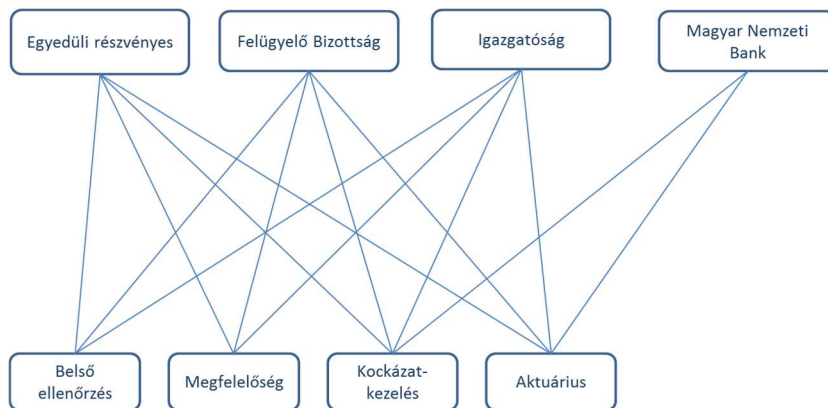 Egyedüli részvényes
Felügyelő Bizottság
Igazgatóság
Magyar Nemzeti
Bank
Belső
ellenőrzés
Megfelelőség
Kockázat-
kezelés
Aktuárius